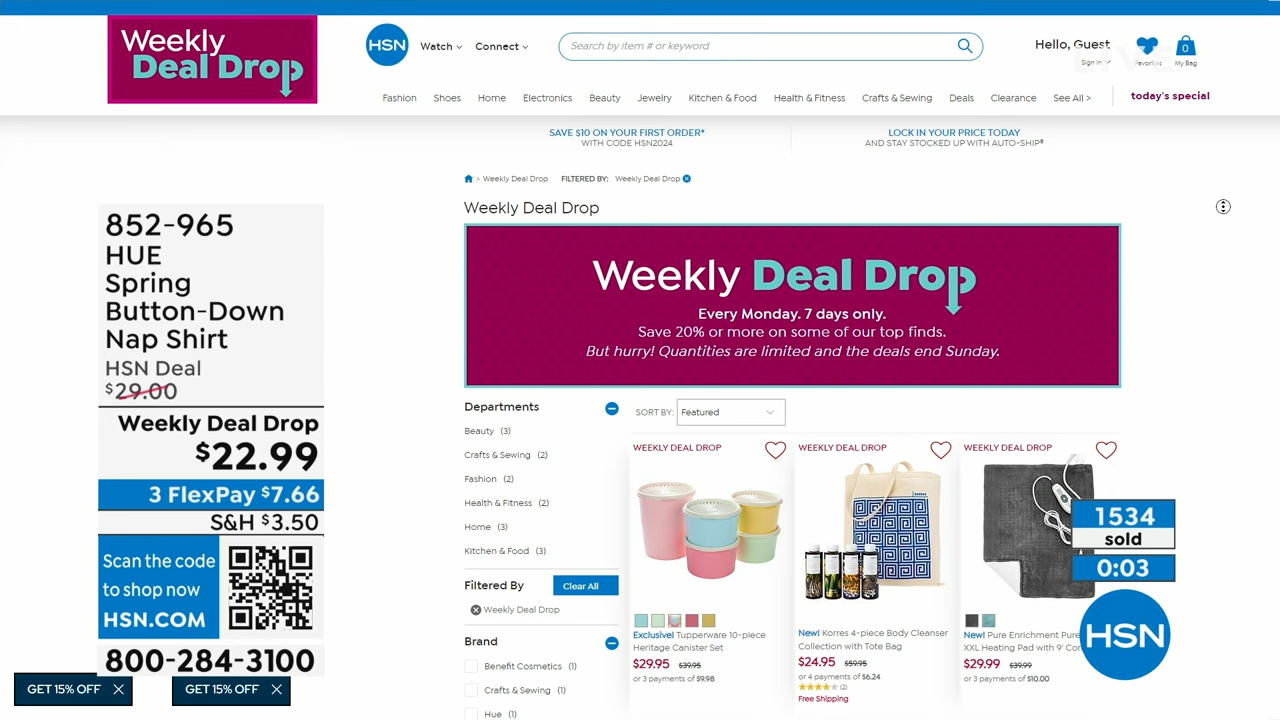 Weekly
Deal Drop
HSN
Watch
Connect
Search by item # or keyword
Hello, Guest
Sign In
Favorites
0
My Bag
Fashion
Shoes
Home
Electronics
Beauty
Jewelry
Kitchen & Food
Health & Fitness
Crafts & Sewing
Deals
Clearance
See All >
today's special
SAVE $10 ON YOUR FIRST ORDER*
WITH CODE HSN2024
LOCK IN YOUR PRICE TODAY
AND STAY STOCKED UP WITH AUTO-SHIP®
> Weekly Deal Drop FILTERED BY: Weekly Deal Drop
Weekly Deal Drop
Weekly Deal Drop
Every Monday. 7 days only.
Save 20% or more on some of our top finds.
But hurry! Quantities are limited and the deals end Sunday.
852-965
HUE
Spring
Button-Down
Nap Shirt
HSN Deal
$29.00
Weekly Deal Drop
$22.99
3 FlexPay $7.66
S&H $3.50
Scan the code
to shop now
HSN.COM
800-284-3100
GET 15% OFF
GET 15% OFF
Departments
Beauty (3)
Crafts & Sewing (2)
Fashion (2)
Health & Fitness (2)
Home (3)
Kitchen & Food (3)
Filtered By
Clear All
Weekly Deal Drop
Brand
Benefit Cosmetics (1)
Crafts & Sewing (1)
Hue (1)
SORT BY: Featured
WEEKLY DEAL DROP
Exclusive! Tupperware 10-piece
Heritage Canister Set
$29.95 $39.95
or 3 payments of $9.98
WEEKLY DEAL DROP
New! Korres 4-piece Body Cleanser
Collection with Tote Bag
$24.95 $59.95
or 4 payments of $6.24
(2)
Free Shipping
WEEKLY DEAL DROP
New! Pure Enrichment Pure
XXL Heating Pad with 9' Cor
$29.99 $39.99
or 3 payments of $10.00
1534
sold
0:03
HSN